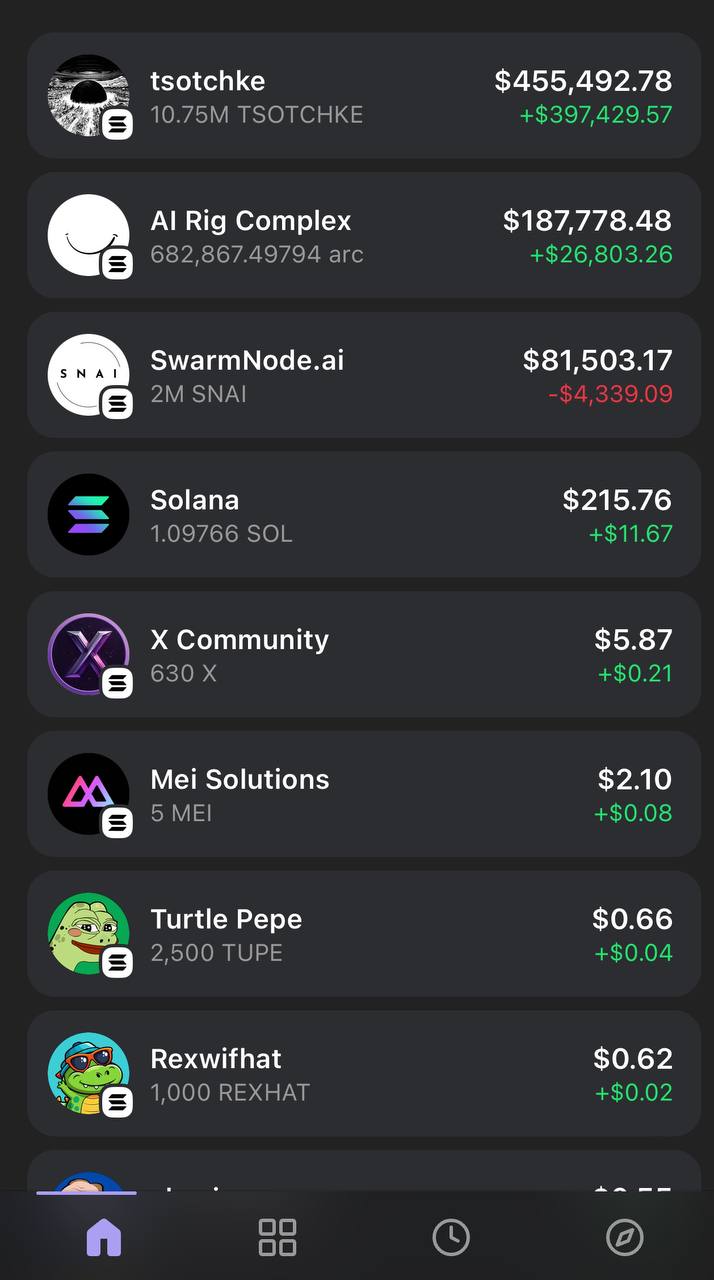 tsotchke
$455,492.78
10.75M TSOTCHKE
+$397,429.57
AI Rig Complex
$187,778.48
682,867.49794 arc
+$26,803.26
SNAI
SwarmNode.ai
$81,503.17
2M SNAI
-$4,339.09
Solana
$215.76
1.09766 SOL
+$11.67
X Community
$5.87
630 X
+$0.21
Mei Solutions
$2.10
5 MEI
+$0.08
Turtle Pepe
$0.66
2,500 TUPE
+$0.04
Rexwifhat
$0.62
1,000 REXHAT
+$0.02